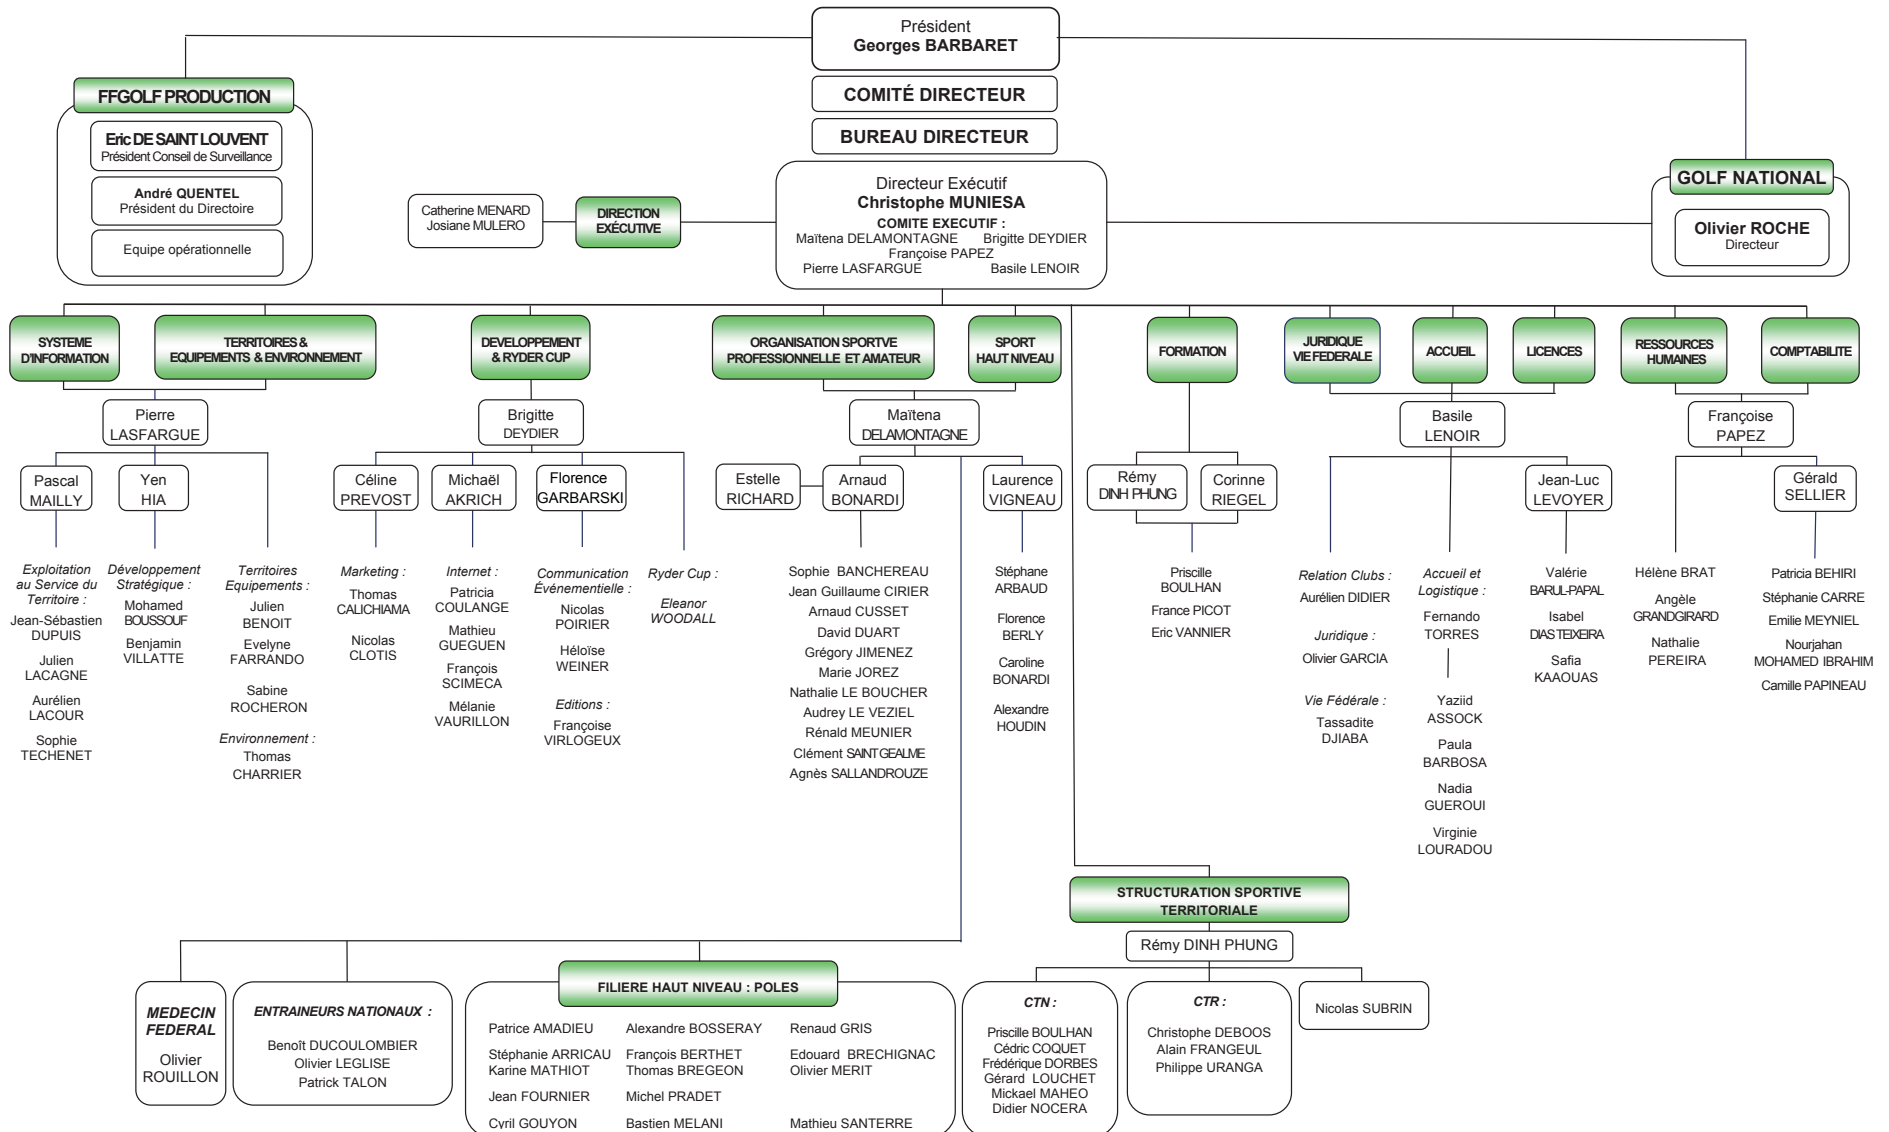 Président
Georges BARBARET
FFGOLF PRODUCTION
Eric DE SAINT LOUVENT
Président Conseil de Surveillance
André QUENTEL
Président du Directoire
Equipe opérationnelle
COMITÉ DIRECTEUR
BUREAU DIRECTEUR
Directeur Exécutif
Christophe MUNIESA
COMITE EXECUTIF :
Maïtena DELAMONTAGNE Brigitte DEYDIER
Françoise PAPEZ
Pierre LASFARGUE Basile LENOIR
Catherine MENARD
Josiane MULERO
DIRECTION
EXÉCUTIVE
GOLF NATIONAL
Olivier ROCHE
Directeur
SYSTEME
D'INFORMATION
TERRITOIRES &
EQUIPEMENTS & ENVIRONNEMENT
DEVELOPPEMENT
& RYDER CUP
ORGANISATION SPORTVE
PROFESSIONNELLE ET AMATEUR
SPORT
HAUT NIVEAU
FORMATION
JURIDIQUE
VIE FEDERALE
ACCUEIL
LICENCES
RESSOURCES
HUMAINES
COMPTABILITE
Pierre
LASFARGUE
Brigitte
DEYDIER
Maïtena
DELAMONTAGNE
Basile
LENOIR
Françoise
PAPEZ
Pascal
MAILLY
Yen
HIA
Céline
PREVOST
Michaël
AKRICH
Florence
GARBARSKI
Estelle
RICHARD
Arnaud
BONARDI
Laurence
VIGNEAU
Rémy
DINH PHUNG
Corinne
RIEGEL
Jean-Luc
LEVOYER
Gérald
SELLIER
Exploitation
au Service du
Territoire :
Jean-Sébastien
DUPUIS
Julien
LACAGNE
Aurélien
LACOUR
Sophie
TECHENET
Développement
Stratégique :
Mohamed
BOUSSOUF
Benjamin
VILLATTE
Territoires
Equipements :
Julien
BENOIT
Evelyne
FARRANDO
Sabine
ROCHERON
Environnement :
Thomas
CHARRIER
Marketing :
Thomas
CALICHIAMA
Nicolas
CLOTIS
Internet :
Patricia
COULANGE
Mathieu
GUEGUEN
François
SCIMECA
Mélanie
VAURILLON
Communication
Événementielle :
Nicolas
POIRIER
Héloïse
WEINER
Editions :
Françoise
VIRLOGEUX
Ryder Cup :
Eleanor
WOODALL
Sophie BANCHEREAU
Jean Guillaume CIRIER
Arnaud CUSSET
David DUART
Grégory JIMENEZ
Marie JOREZ
Nathalie LE BOUCHER
Audrey LE VEZIEL
Rénald MEUNIER
Clément SAINT GEALME
Agnès SALLANDROUZE
Stéphane
ARBAUD
Florence
BERLY
Caroline
BONARDI
Alexandre
HOUDIN
Priscille
BOULHAN
France PICOT
Eric VANNIER
Relation Clubs :
Aurélien DIDIER
Juridique :
Olivier GARCIA
Vie Fédérale :
Tassadite
DJIABA
Accueil et
Logistique :
Fernando
TORRES
Yaziid
ASSOCK
Paula
BARBOSA
Nadia
GUEROUI
Virginie
LOURADOU
Valérie
BARUL-PAPAL
Isabel
DIAS TEIXEIRA
Safia
KAAOUAS
Hélène BRAT
Angèle
GRANDGIRARD
Nathalie
PEREIRA
Patricia BEHIRI
Stéphanie CARRE
Emilie MEYNIEL
Nourjahan
MOHAMED IBRAHIM
Camille PAPINEAU
STRUCTURATION SPORTIVE
TERRITORIALE
Rémy DINH PHUNG
MEDECIN
FEDERAL
Olivier
ROUILLON
ENTRAINEURS NATIONAUX :
Benoît DUCOULOMBIER
Olivier LEGLISE
Patrick TALON
FILIERE HAUT NIVEAU : POLES
Patrice AMADIEU Alexandre BOSSERAY Renaud GRIS
Stéphanie ARRICAU François BERTHET Edouard BRECHIGNAC
Karine MATHIOT Thomas BREGEON Olivier MERIT
Jean FOURNIER Michel PRADET
Cyril GOUYON Bastien MELANI Mathieu SANTERRE
CTN :
Priscille BOULHAN
Cédric COQUET
Frédérique DORBES
Gérard LOUCHET
Mickael MAHEO
Didier NOCERA
CTR :
Christophe DEBOOS
Alain FRANGEUL
Philippe URANGA
Nicolas SUBRIN